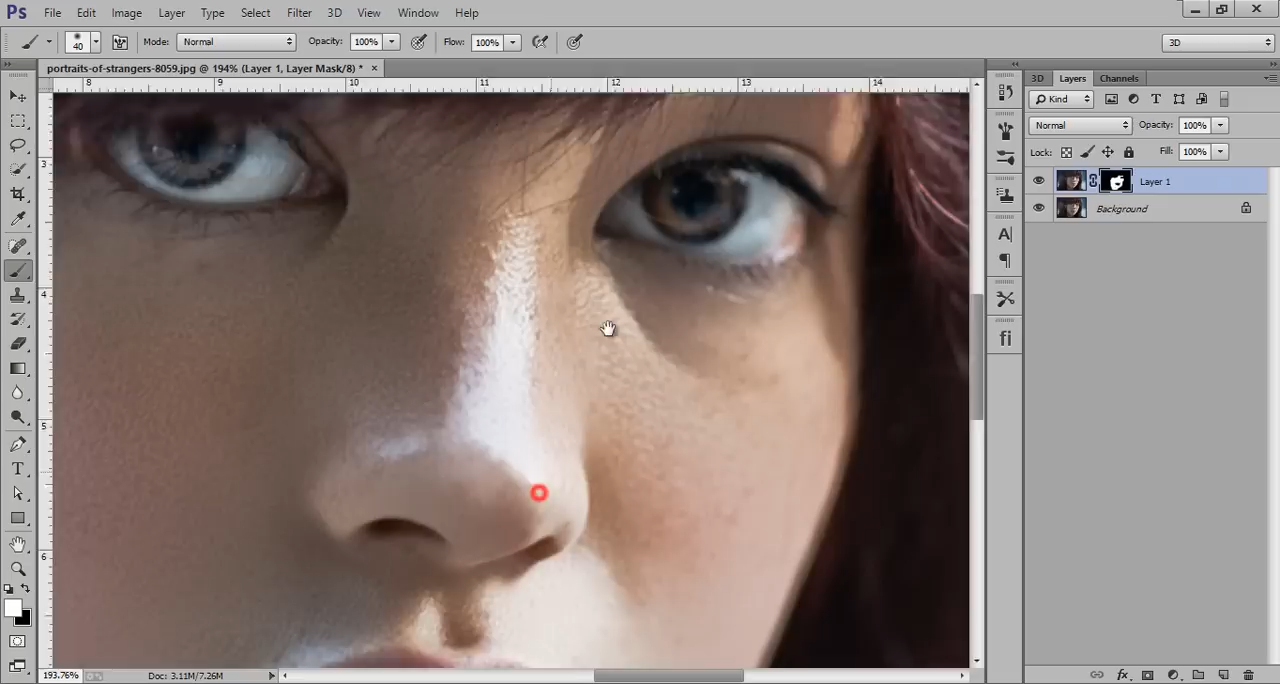 Ps File Edit Image Layer Type Select Filter 3D View Window Help
40 Mode: Normal Opacity: 100% Flow: 100% 3D
portraits-of-strangers-8059.jpg @ 194% (Layer 1, Layer Mask/8) * ×
8 9 10 11 12 13 14
3
4
5
6
3D Layers Channels
Kind
Normal Opacity: 100%
Lock: Fill: 100%
Layer 1
Background
A|
fi
193.76% Doc: 3.11M/7.26M